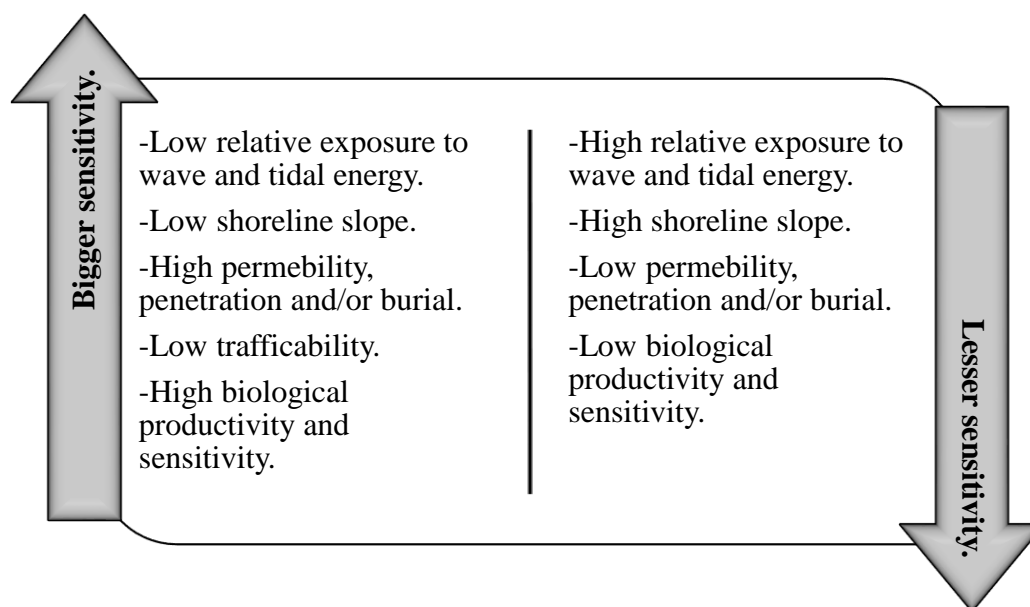 Bigger sensitivity.
-Low relative exposure to
wave and tidal energy.
-Low shoreline slope.
-High permebility,
penetration and/or burial.
-Low trafficability.
-High biological
productivity and
sensitivity.
-High relative exposure to
wave and tidal energy.
-High shoreline slope.
-Low permebility,
penetration and/or burial.
-Low biological
productivity and
sensitivity.
Lesser sensitivity.